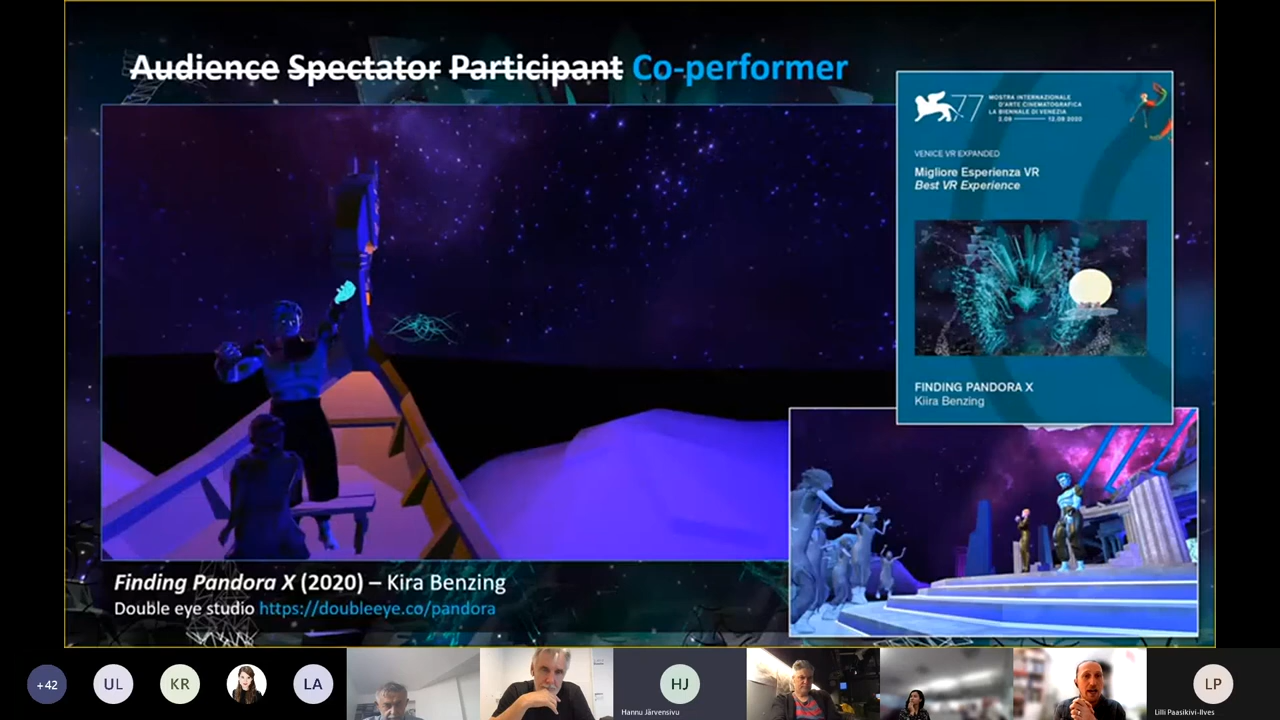 Audience Spectator Participant Co-performer
77
MOSTRA INTERNAZIONALE
D'ARTE CINEMATOGRAFICA
LA BIENNALE DI VENEZIA
2.09 12.09 2020
VENICE VR EXPANDED
Migliore Esperienza VR
Best VR Experience
FINDING PANDORA X
Kiira Benzing
Finding Pandora X (2020) – Kira Benzing
Double eye studio https://doubleeye.co/pandora
+42
UL
KR
LA
HJ
Hannu Järvensivu
LP
Lilli Paasikivi-Ilves